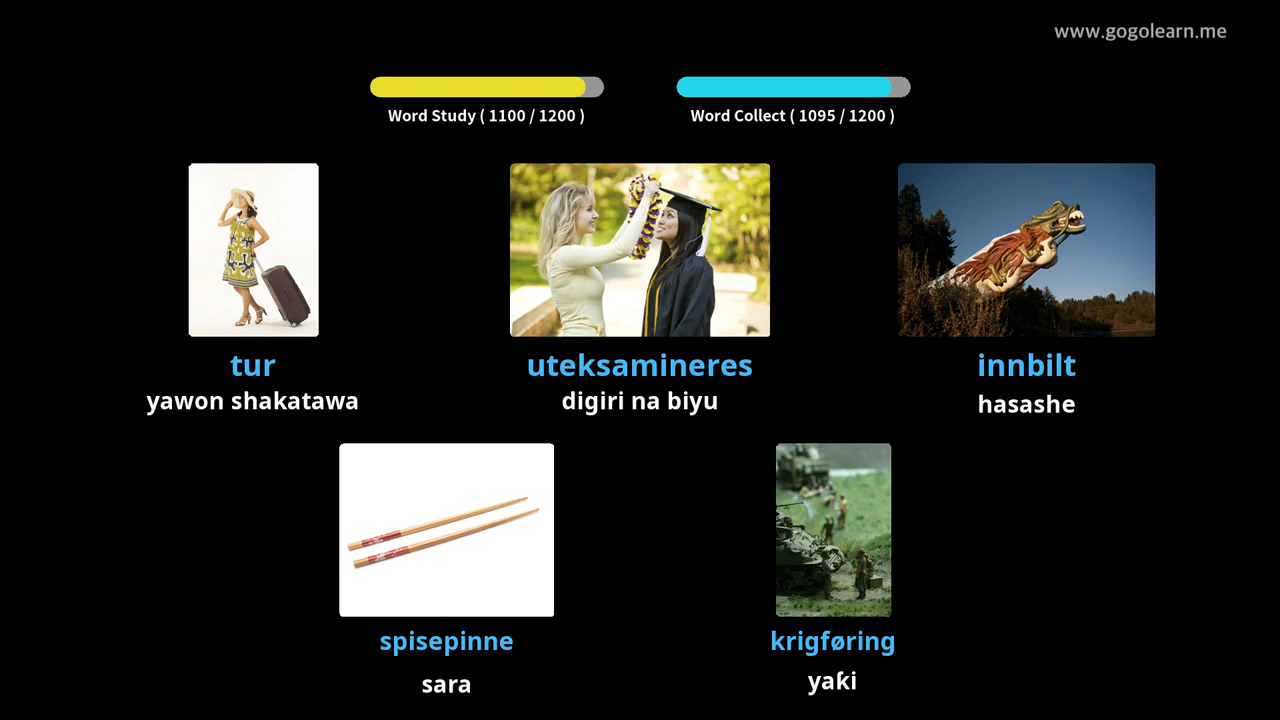 www.gogolearn.me
Word Study ( 1100 / 1200 )
Word Collect ( 1095 / 1200 )
tur
yawon shakatawa
uteksamineres
digiri na biyu
innbilt
hasashe
spisepinne
sara
krigføring
yaƙi